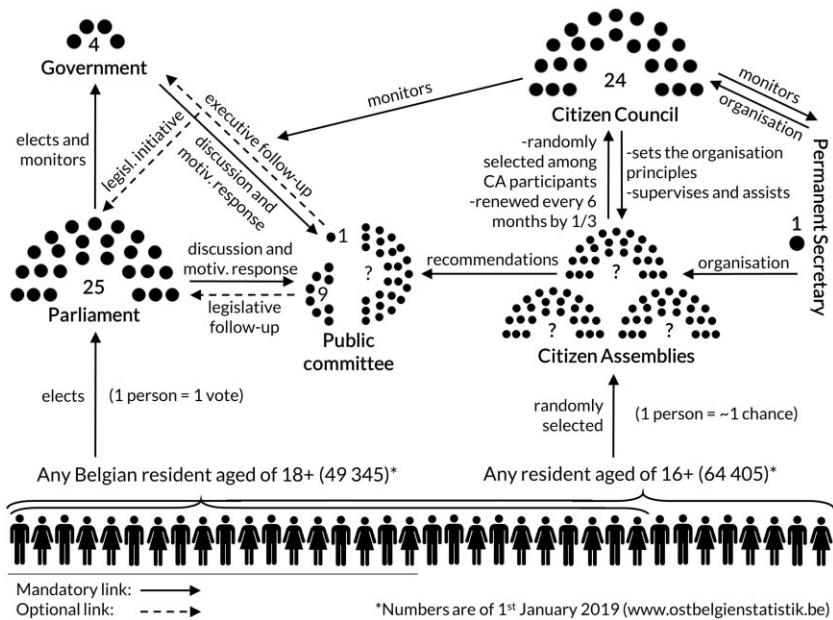 4
Government
24
Citizen Council
monitors
monitors
organisation
Permanent Secretary
1
elects and
monitors
legisl. initiative
executive follow-up
discussion and
motiv. response
-randomly
selected among
CA participants
-renewed every 6
months by 1/3
-sets the organisation
principles
-supervises and assists
25
Parliament
discussion and
motiv. response
legislative
follow-up
1
9
?
Public
committee
recommendations
?
?
?
Citizen Assemblies
organisation
elects
(1 person = 1 vote)
randomly
selected
(1 person = ~1 chance)
Any Belgian resident aged of 18+ (49 345)*
Any resident aged of 16+ (64 405)*
Mandatory link:
Optional link:
*Numbers are of 1st January 2019 (www.ostbelgienstatistik.be)